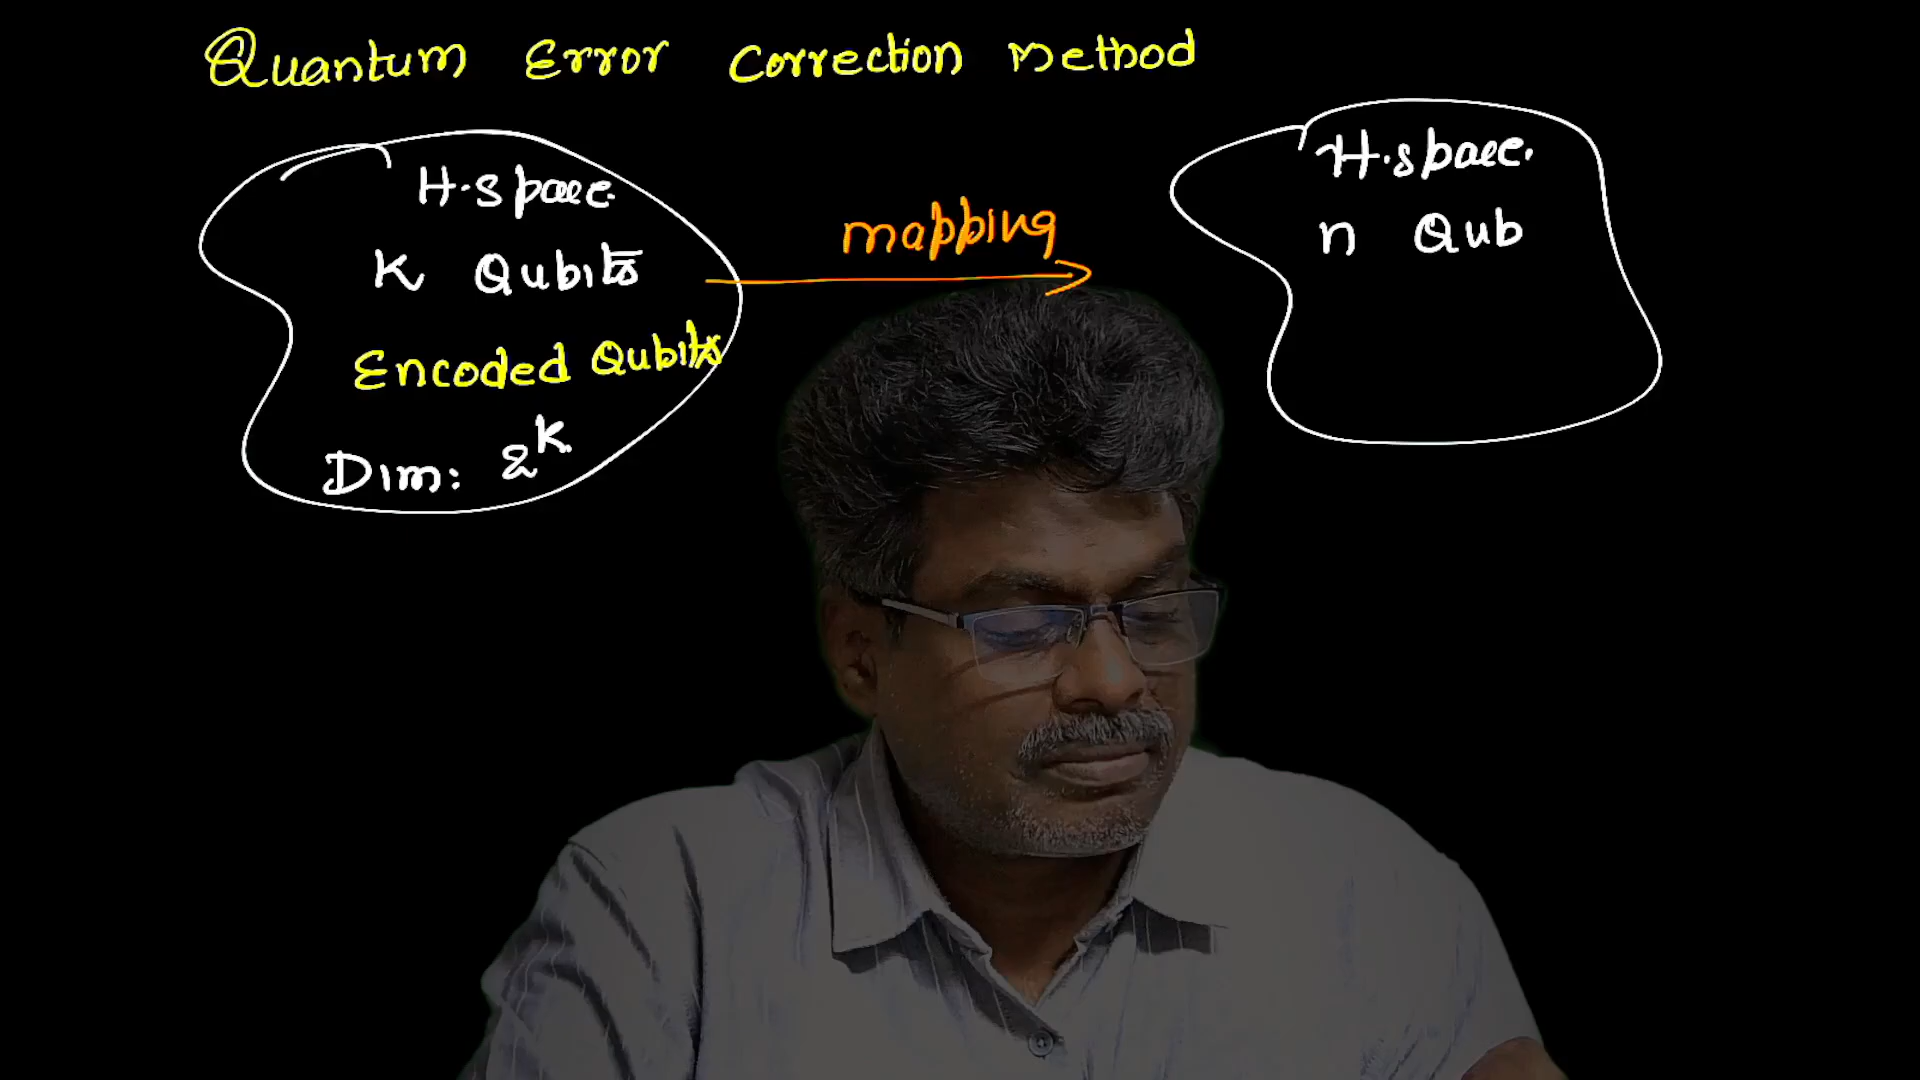 Quantum Error Correction Method
H.space.
K Qubits
Encoded Qubits
Dim: 2^K.
mapping
H.space.
n Qub